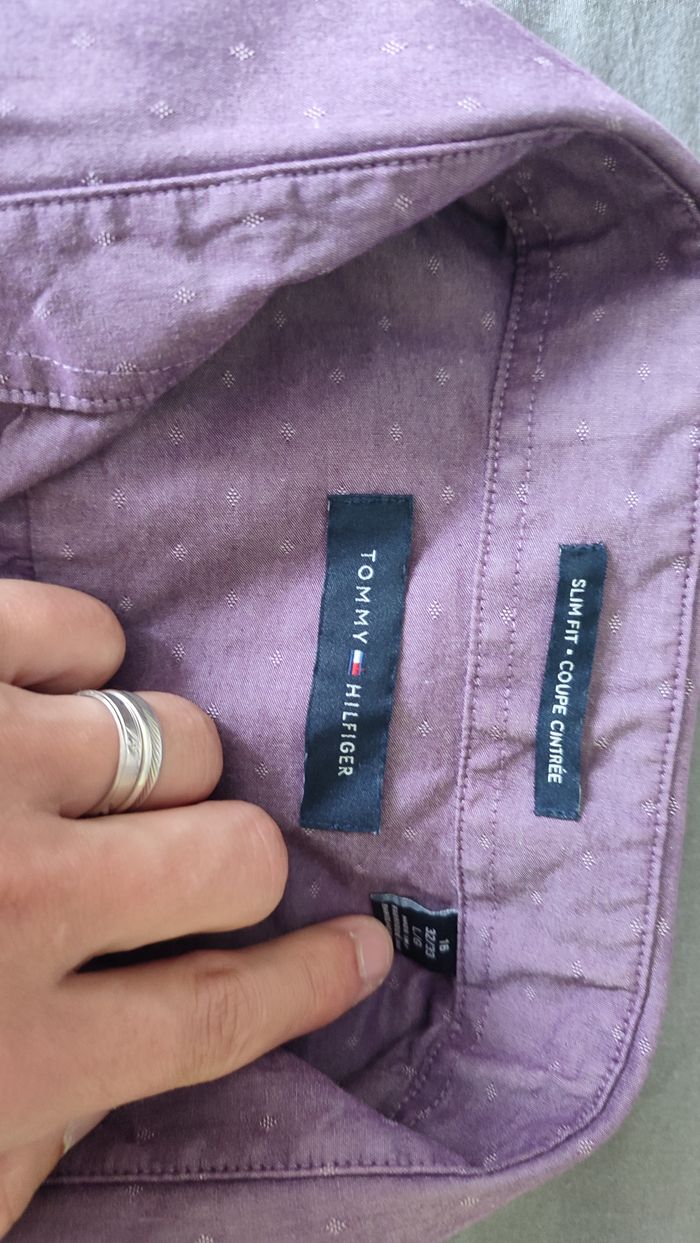 TOMMY HILFIGER
SLIM FIT • COUPE CINTRÉE
16
32/33
L/G